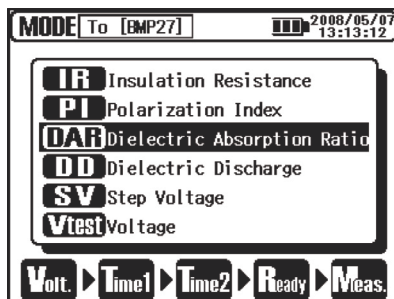 MODE To [BMP27] 2008/05/07
13:13:12
IR Insulation Resistance
PI Polarization Index
DAR Dielectric Absorption Ratio
DD Dielectric Discharge
SV Step Voltage
Vtest Voltage
Volt. Time1 Time2 Ready Meas.